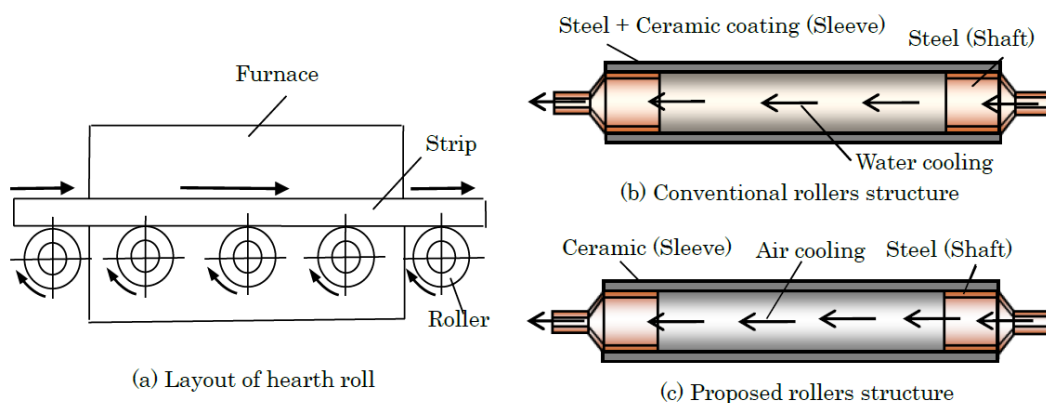 Furnace
Strip
Roller
(a) Layout of hearth roll
Steel + Ceramic coating (Sleeve)
Steel (Shaft)
Water cooling
(b) Conventional rollers structure
Ceramic (Sleeve)
Air cooling
Steel (Shaft)
(c) Proposed rollers structure